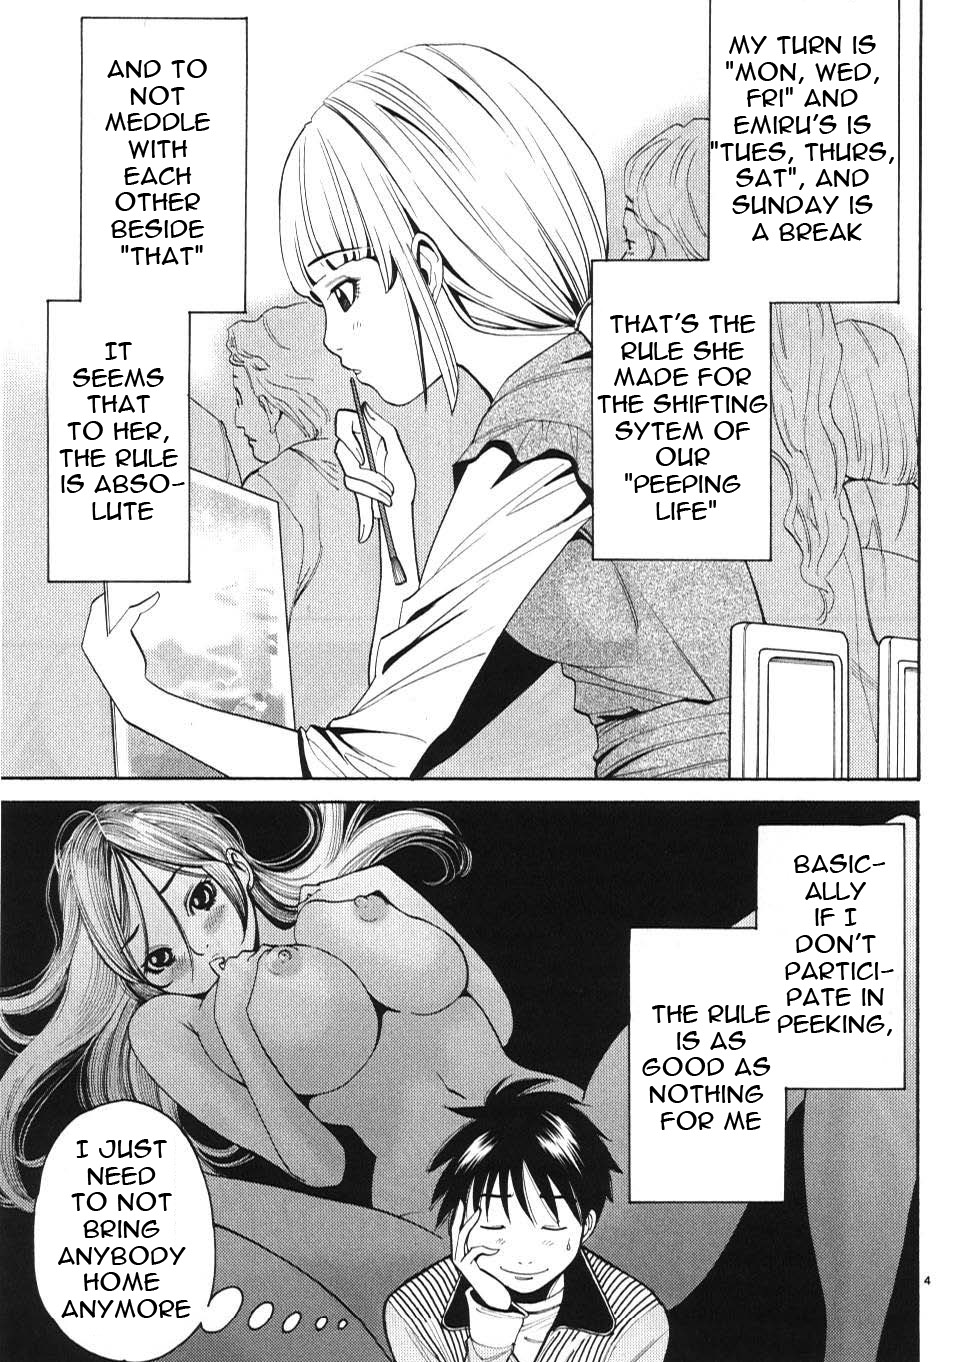 MY TURN IS
"MON, WED,
FRI" AND
EMIRU'S IS
"TUES, THURS,
SAT", AND
SUNDAY IS
A BREAK
THAT'S THE
RULE SHE
MADE FOR
THE SHIFTING
SYTEM OF
OUR
"PEEPING
LIFE"
AND TO
NOT
MEDDLE
WITH
EACH
OTHER
BESIDE
"THAT"
IT
SEEMS
THAT
TO HER,
THE RULE
IS ABSO-
LUTE
BASIC-
ALLY
IF I
DON'T
PARTICI-
PATE IN
PEEKING,
THE RULE
IS AS
GOOD AS
NOTHING
FOR ME
I JUST
NEED
TO NOT
BRING
ANYBODY
HOME
ANYMORE
4